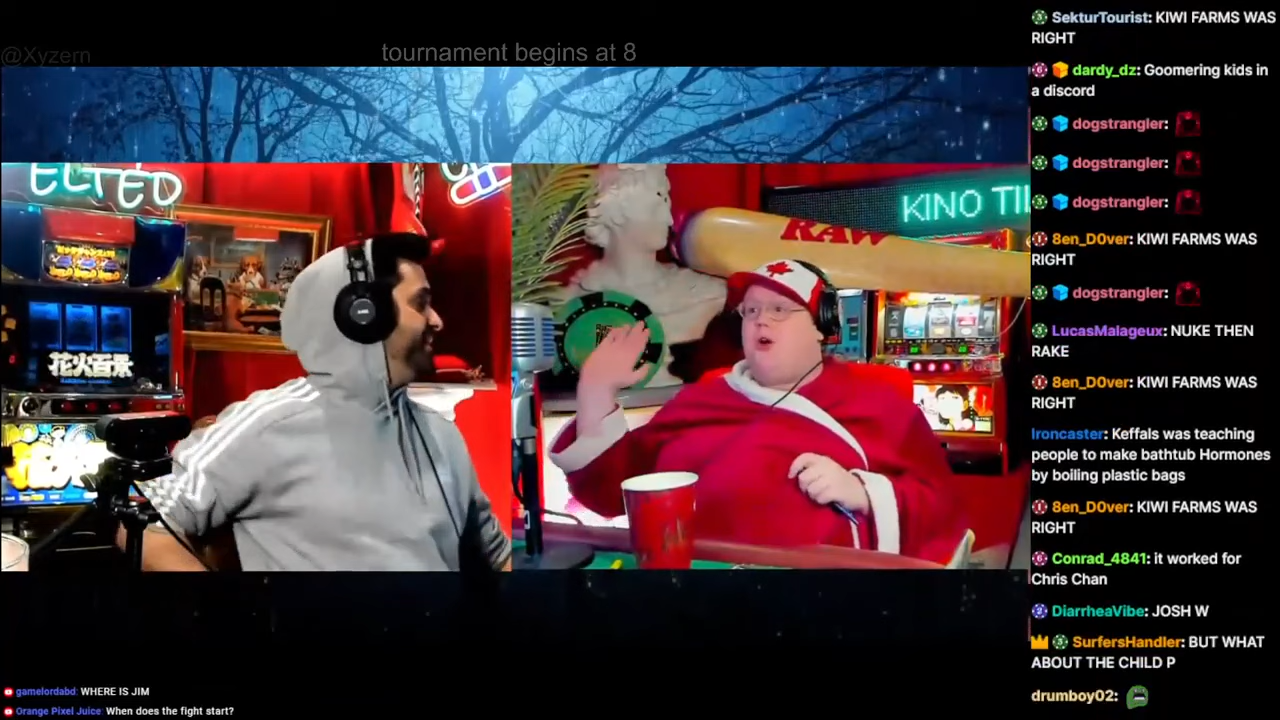 @Xyzern
tournament begins at 8
ELTED
花火百景
RAW
KINO TI
SekturTourist: KIWI FARMS WAS
RIGHT
dardy_dz: Goomering kids in
a discord
dogstrangler:
dogstrangler:
dogstrangler:
8en_D0ver: KIWI FARMS WAS
RIGHT
dogstrangler:
LucasMalageux: NUKE THEN
RAKE
8en_D0ver: KIWI FARMS WAS
RIGHT
Ironcaster: Keffals was teaching
people to make bathtub Hormones
by boiling plastic bags
8en_D0ver: KIWI FARMS WAS
RIGHT
Conrad_4841: it worked for
Chris Chan
DiarrheaVibe: JOSH W
SurfersHandler: BUT WHAT
ABOUT THE CHILD P
drumboy02:
gamelordabd: WHERE IS JIM
Orange Pixel Juice: When does the fight start?